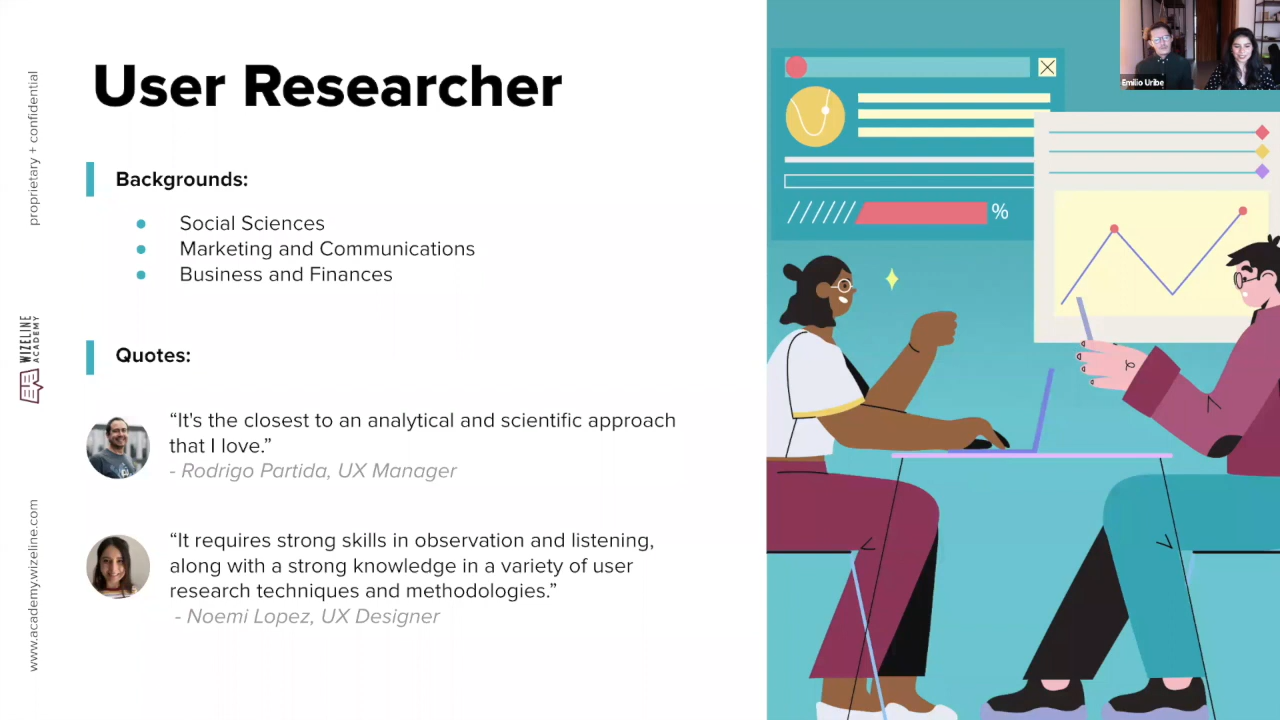 User Researcher
Backgrounds:
● Social Sciences
● Marketing and Communications
● Business and Finances
Quotes:
“It's the closest to an analytical and scientific approach
that I love.”
- Rodrigo Partida, UX Manager
“It requires strong skills in observation and listening,
along with a strong knowledge in a variety of user
research techniques and methodologies.”
- Noemi Lopez, UX Designer
proprietary + confidential
WIZELINE
ACADEMY
www.academy.wizeline.com
%
Emilio Uribe